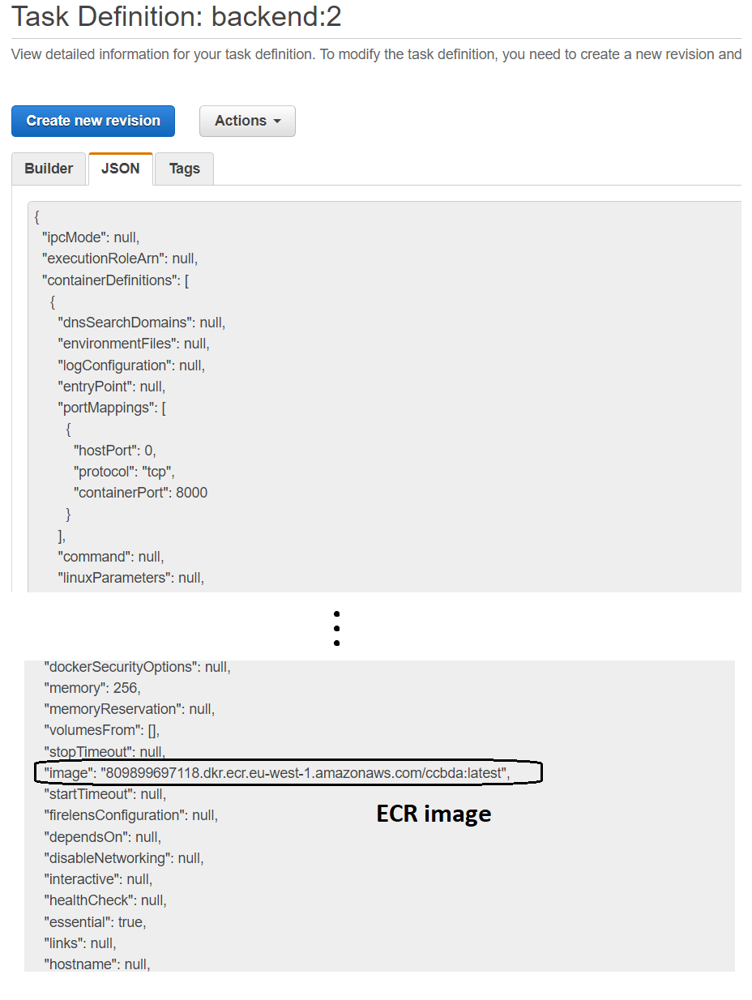 Task Definition: backend:2
View detailed information for your task definition. To modify the task definition, you need to create a new revision and
Create new revision
Actions
Builder
JSON
Tags
{
"ipcMode": null,
"executionRoleArn": null,
"containerDefinitions": [
{
"dnsSearchDomains": null,
"environmentFiles": null,
"logConfiguration": null,
"entryPoint": null,
"portMappings": [
{
"hostPort": 0,
"protocol": "tcp",
"containerPort": 8000
}
],
"command": null,
"linuxParameters": null,
"dockerSecurityOptions": null,
"memory": 256,
"memoryReservation": null,
"volumesFrom": [],
"stopTimeout": null,
"image": "809899697118.dkr.ecr.eu-west-1.amazonaws.com/ccbda:latest",
"startTimeout": null,
"firelensConfiguration": null,
ECR image
"dependsOn": null,
"disableNetworking": null,
"interactive": null,
"healthCheck": null,
"essential": true,
"links": null,
"hostname": null,